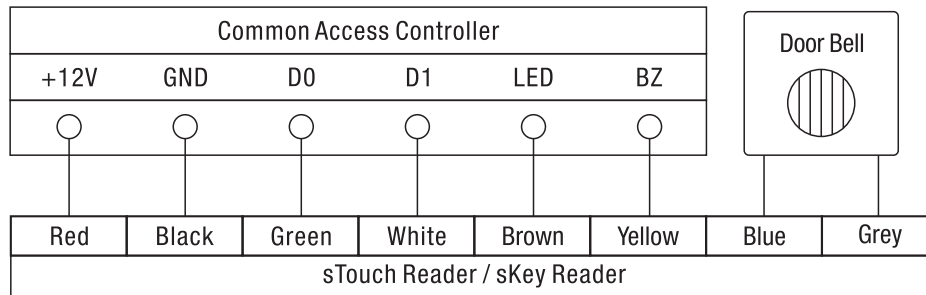 Common Access Controller
+12V GND D0 D1 LED BZ
Door Bell
Red Black Green White Brown Yellow Blue Grey
sTouch Reader / sKey Reader